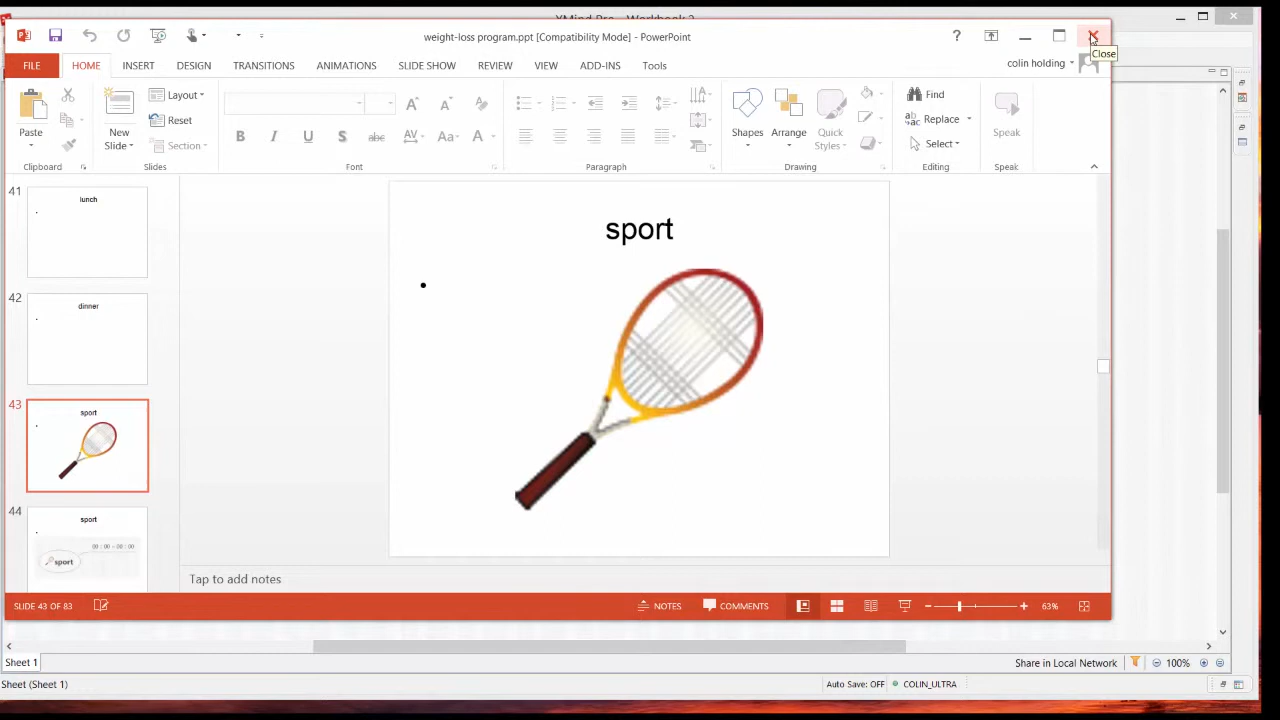 XMind Pro - Workbook 2
weight-loss program.ppt [Compatibility Mode] - PowerPoint
?
Close
FILE HOME INSERT DESIGN TRANSITIONS ANIMATIONS SLIDE SHOW REVIEW VIEW ADD-INS Tools
colin holding
Paste
Clipboard
New
Slide
Layout
Reset
Section
Slides
B I U S abc AV Aa A
Font
Paragraph
Shapes
Arrange
Quick
Styles
Drawing
Find
Replace
Select
Editing
Speak
Speak
41
lunch
42
dinner
43
sport
44
sport
sport
sport
Tap to add notes
SLIDE 43 OF 83
NOTES
COMMENTS
63%
Sheet 1
Share in Local Network
100%
Sheet (Sheet 1)
Auto Save: OFF
COLIN_ULTRA